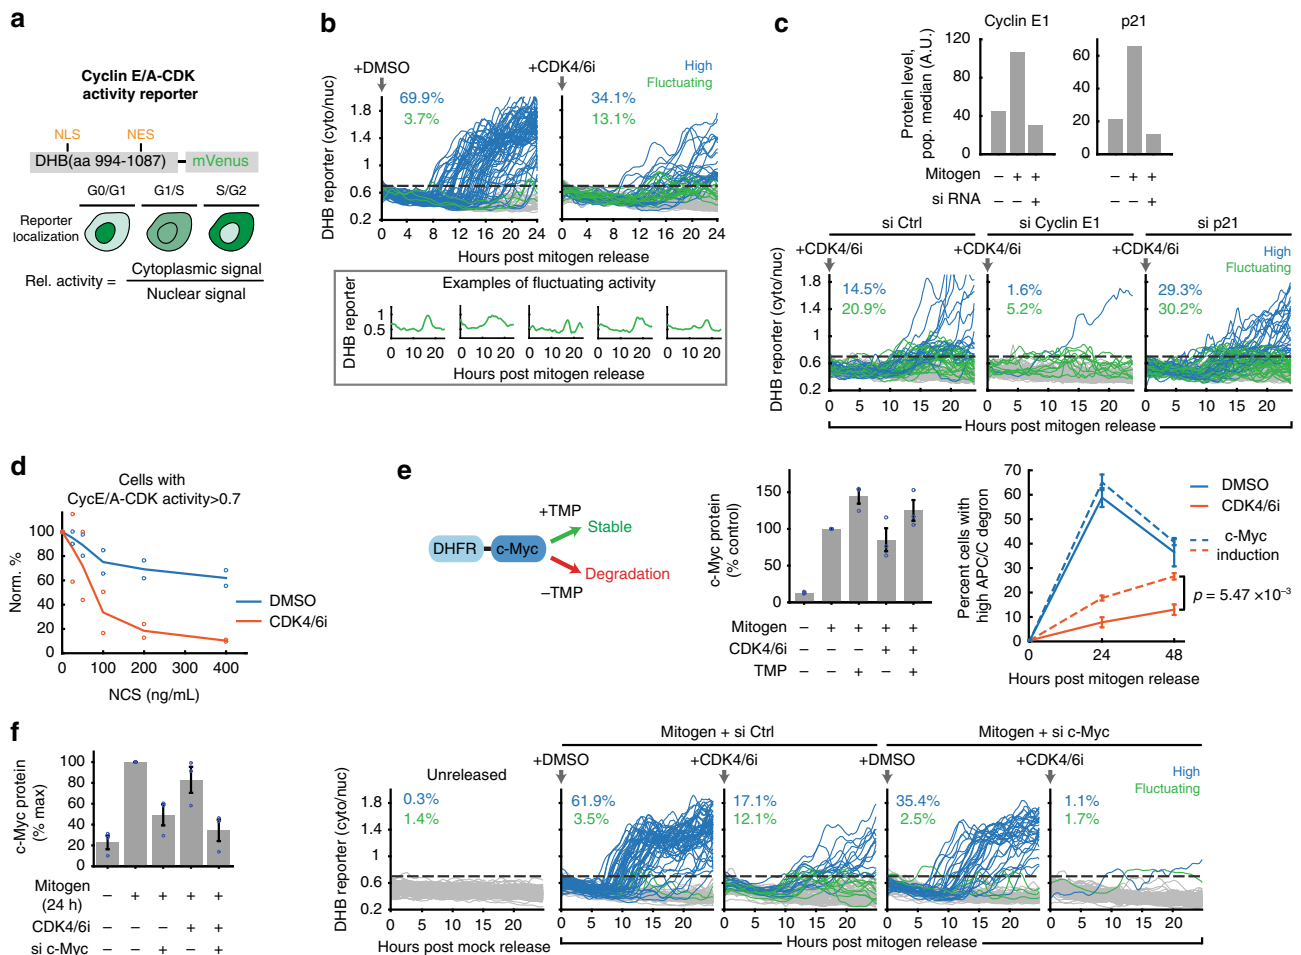 a
Cyclin E/A-CDK
activity reporter
NLS
NES
DHB(aa 994-1087)
mVenus
G0/G1
G1/S
S/G2
Reporter
localization
Rel. activity =
Cytoplasmic signal
Nuclear signal
b
+DMSO
+CDK4/6i
High
Fluctuating
DHB reporter (cyto/nuc)
1.8
1.4
1
0.6
0.2
69.9%
3.7%
34.1%
13.1%
0 4 8 12 16 20 24
0 4 8 12 16 20 24
Hours post mitogen release
Examples of fluctuating activity
DHB reporter
1
0.5
0 10 20
0 10 20
0 10 20
0 10 20
0 10 20
Hours post mitogen release
c
Cyclin E1
p21
Protein level,
pop. median (A.U.)
120
80
40
0
60
40
20
0
Mitogen – + + – + +
si RNA – – + – – +
si Ctrl
si Cyclin E1
si p21
+CDK4/6i
+CDK4/6i
+CDK4/6i
High
Fluctuating
DHB reporter (cyto/nuc)
1.8
1.4
1
0.6
0.2
14.5%
20.9%
1.6%
5.2%
29.3%
30.2%
0 5 10 15 20
0 5 10 15 20
0 5 10 15 20
Hours post mitogen release
d
Cells with
CycE/A-CDK activity>0.7
Norm. %
100
80
60
40
20
0
0 100 200 300 400
NCS (ng/mL)
DMSO
CDK4/6i
e
DHFR
c-Myc
+TMP
Stable
Degradation
–TMP
c-Myc protein
(% control)
150
100
50
0
Mitogen – + + + +
CDK4/6i – – – + +
TMP – – + – +
Percent cells with
high APC/C degron
70
60
50
40
30
20
10
0
0 24 48
Hours post mitogen release
DMSO
CDK4/6i
c-Myc
induction
p = 5.47 ×10⁻³
f
c-Myc protein
(% max)
100
80
60
40
20
0
Mitogen
(24 h)
– + + + +
CDK4/6i – – – + +
si c-Myc – – + – +
Mitogen + si Ctrl
Mitogen + si c-Myc
Unreleased
+DMSO
+CDK4/6i
+DMSO
+CDK4/6i
High
Fluctuating
DHB reporter (cyto/nuc)
1.8
1.4
1
0.6
0.2
0.3%
1.4%
61.9%
3.5%
17.1%
12.1%
35.4%
2.5%
1.1%
1.7%
0 5 10 15 20
0 5 10 15 20
0 5 10 15 20
0 5 10 15 20
0 5 10 15 20
Hours post mock release
Hours post mitogen release